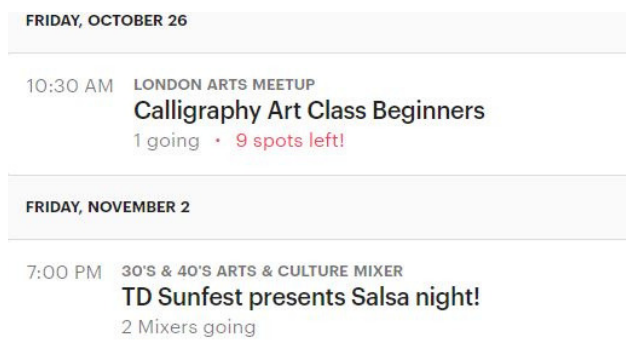 FRIDAY, OCTOBER 26
10:30 AM LONDON ARTS MEETUP
Calligraphy Art Class Beginners
1 going • 9 spots left!
FRIDAY, NOVEMBER 2
7:00 PM 30'S & 40'S ARTS & CULTURE MIXER
TD Sunfest presents Salsa night!
2 Mixers going